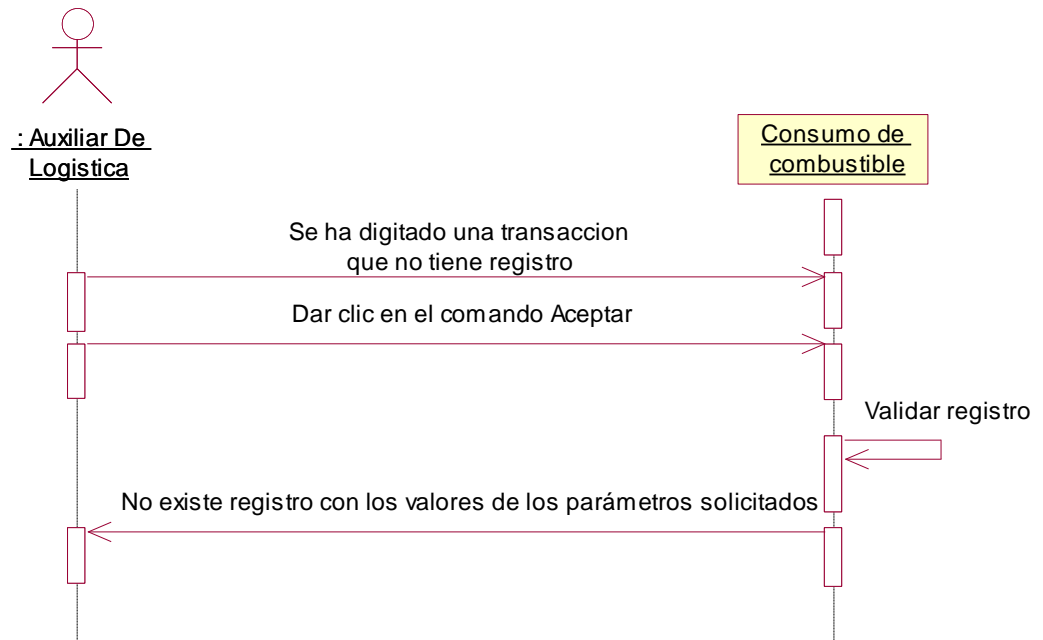 : Auxiliar De
Logistica
Consumo de
combustible
Se ha digitado una transaccion
que no tiene registro
Dar clic en el comando Aceptar
Validar registro
No existe registro con los valores de los parámetros solicitados